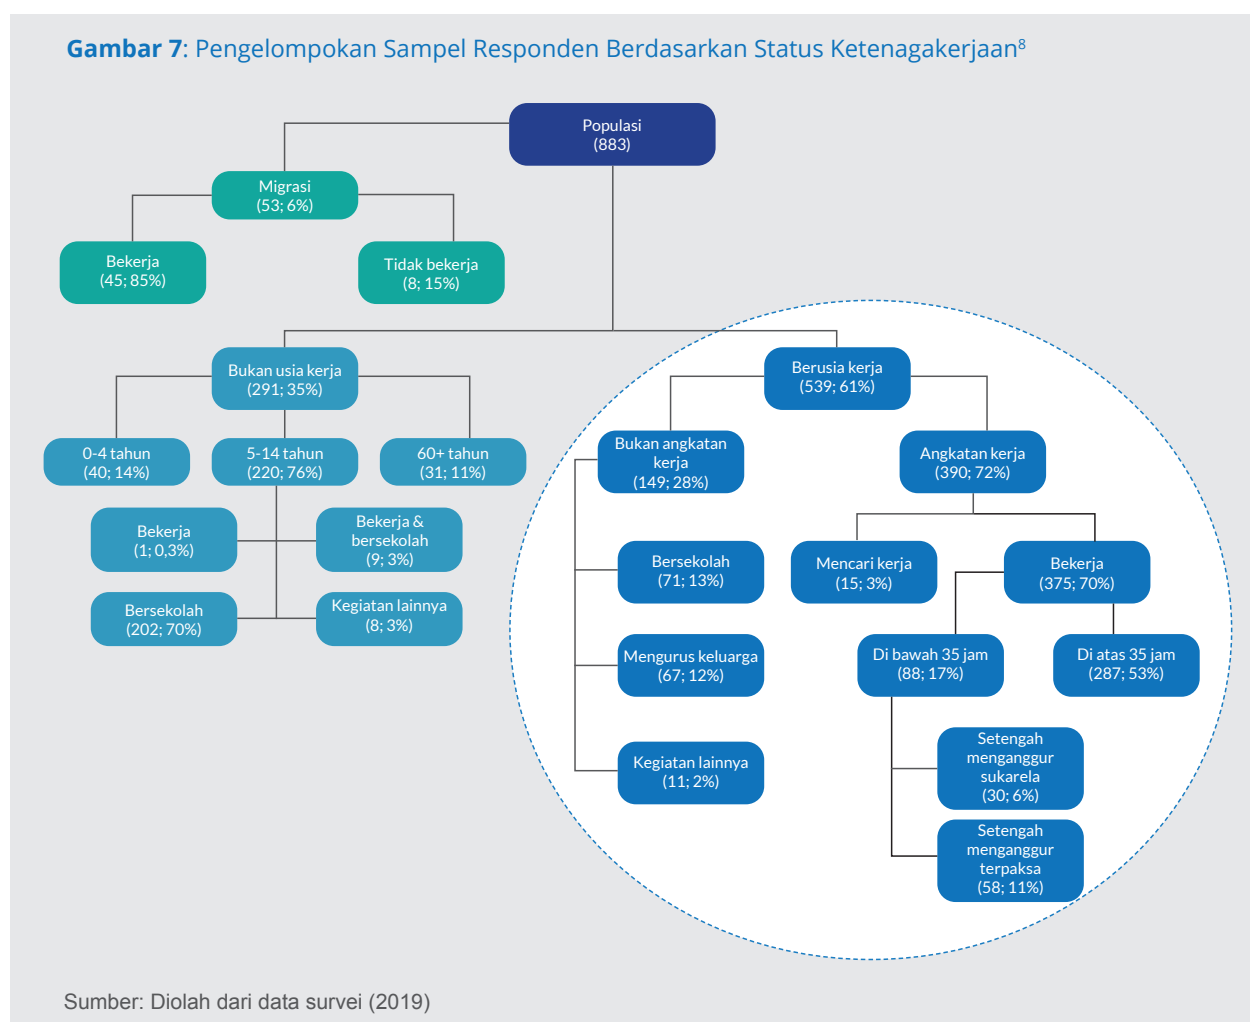 Gambar 7: Pengelompokan Sampel Responden Berdasarkan Status Ketenagakerjaan⁸
Populasi
(883)
Migrasi
(53; 6%)
Bekerja
(45; 85%)
Tidak bekerja
(8; 15%)
Bukan usia kerja
(291; 35%)
0-4 tahun
(40; 14%)
5-14 tahun
(220; 76%)
60+ tahun
(31; 11%)
Bekerja
(1; 0,3%)
Bekerja &
bersekolah
(9; 3%)
Bersekolah
(202; 70%)
Kegiatan lainnya
(8; 3%)
Berusia kerja
(539; 61%)
Bukan angkatan
kerja
(149; 28%)
Angkatan kerja
(390; 72%)
Bersekolah
(71; 13%)
Mengurus keluarga
(67; 12%)
Kegiatan lainnya
(11; 2%)
Mencari kerja
(15; 3%)
Bekerja
(375; 70%)
Di bawah 35 jam
(88; 17%)
Di atas 35 jam
(287; 53%)
Setengah
menganggur
sukarela
(30; 6%)
Setengah
menganggur
terpaksa
(58; 11%)
Sumber: Diolah dari data survei (2019)